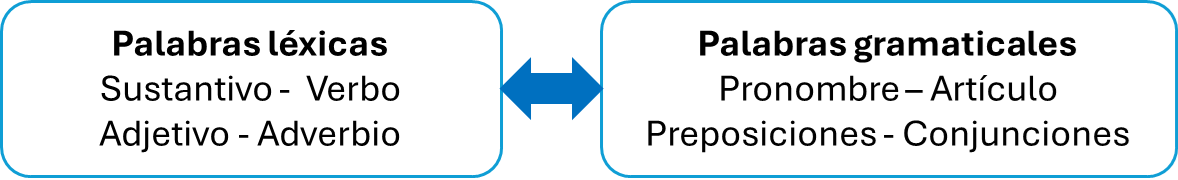 Palabras léxicas
Sustantivo - Verbo
Adjetivo - Adverbio
Palabras gramaticales
Pronombre – Artículo
Preposiciones - Conjunciones